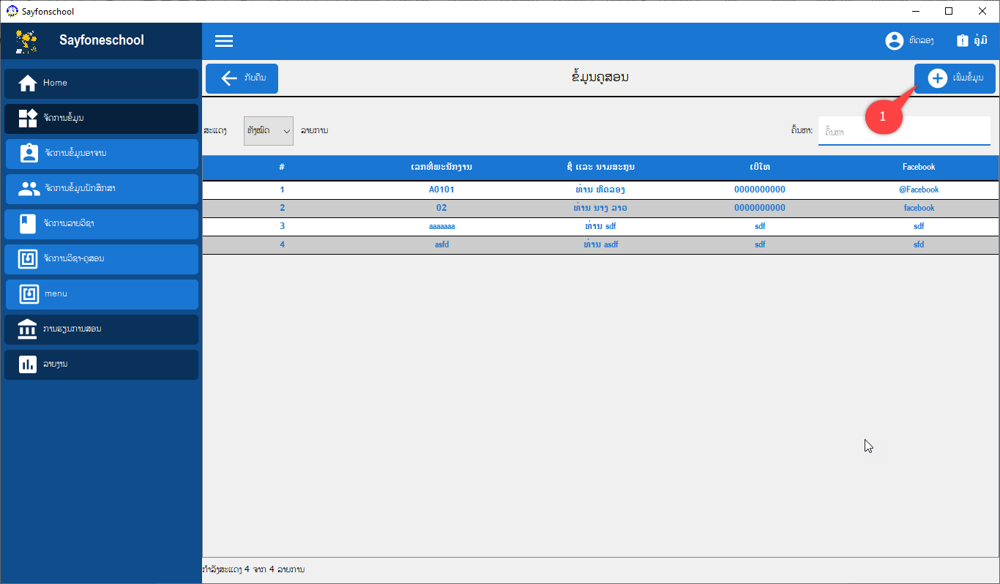 Sayfonschool
Sayfoneschool
ທົດລອງ
ຄູ່ມື
Home
ຈັດການຂໍ້ມູນ
ຈັດການຂໍ້ມູນອາຈານ
ຈັດການຂໍ້ມູນນັກສຶກສາ
ຈັດການລາຍວິຊາ
ຈັດການວິຊາ-ຄູສອນ
menu
ການຮຽນການສອນ
ລາຍງານ
ກັບຄືນ
ຂໍ້ມູນຄູສອນ
ເພີ່ມຂໍ້ມູນ
1
ສະແດງ
ທັງໝົດ
ລາຍການ
ຄົ້ນຫາ:
ຄົ້ນຫາ
# ເລກທີ່ພະນັກງານ ຊື່ ແລະ ນາມສະກຸນ ເບີໂທ Facebook
1 A0101 ທ່ານ ທົດລອງ 0000000000 @Facebook
2 02 ທ່ານ ນາງ ລາວ 0000000000 facebook
3 aaaaaaa ທ່ານ sdf sdf sdf
4 asfd ທ່ານ asdf sdf sfd
ກຳລັງສະແດງ 4 ຈາກ 4 ລາຍການ